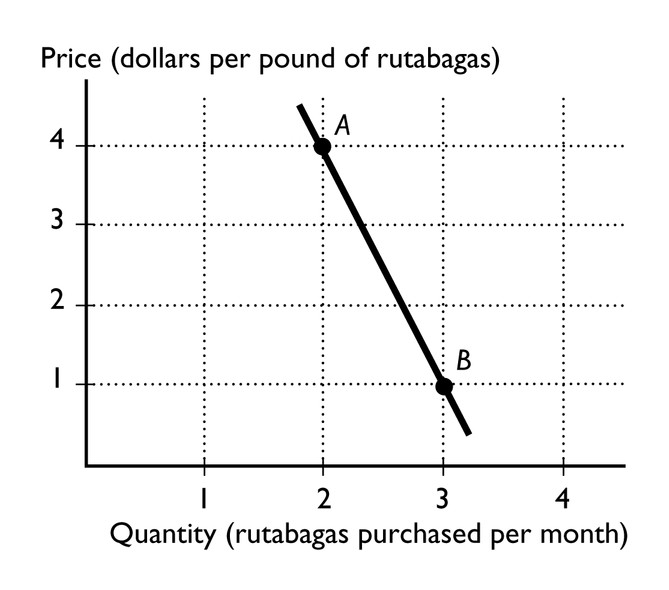 Price (dollars per pound of rutabagas)
A
4
3
2
B
1
1 2 3 4
Quantity (rutabagas purchased per month)